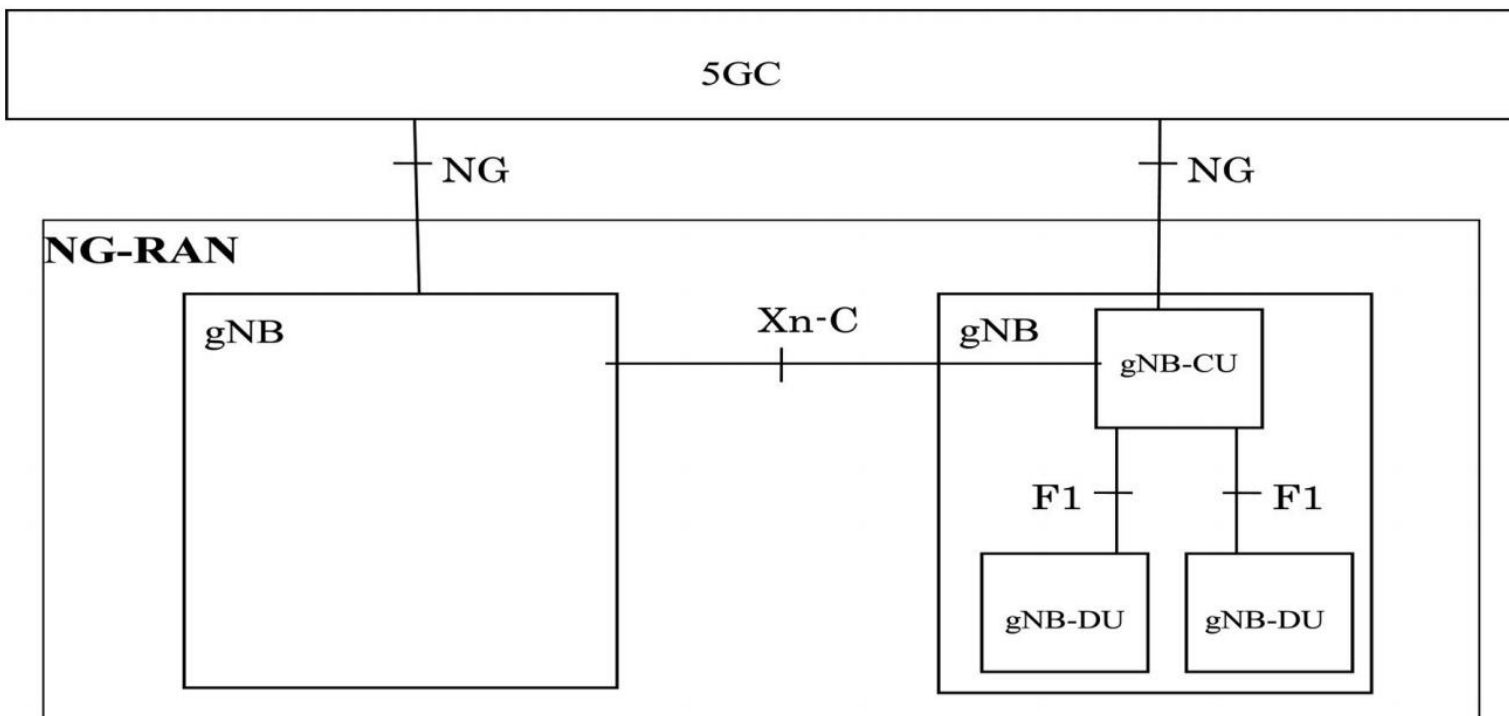 5GC
NG
NG
NG-RAN
gNB
Xn-C
gNB
gNB-CU
F1
F1
gNB-DU
gNB-DU